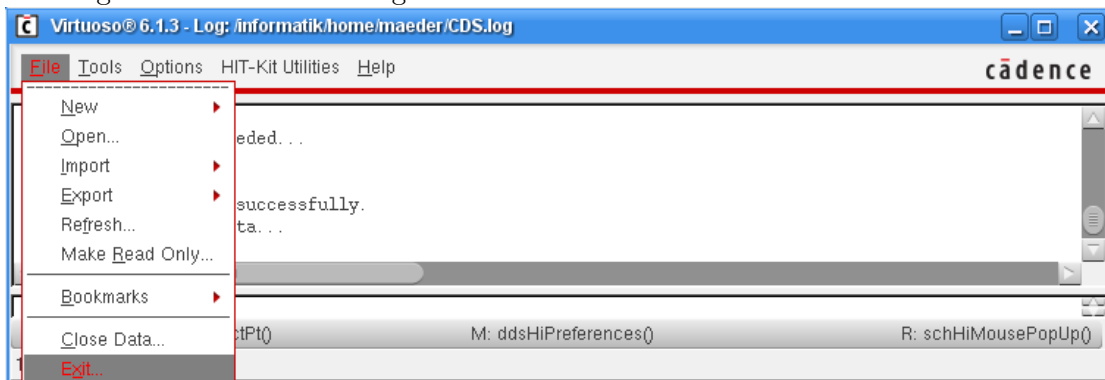 Virtuoso® 6.1.3 - Log: /informatik/home/maeder/CDS.log
File Tools Options HIT-Kit Utilities Help cādence
New
Open...
eded...
Import
Export
successfully.
Refresh...
ta...
Make Read Only...
Bookmarks
Close Data...
ctPt() M: ddsHiPreferences() R: schHiMousePopUp()
Exit...